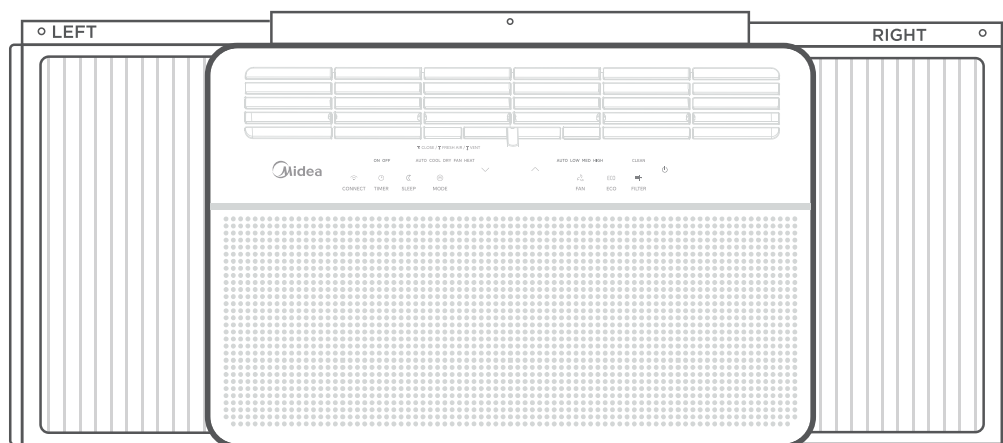 LEFT
RIGHT
CLOSE / FRESH AIR / VENT
ON OFF AUTO COOL DRY FAN HEAT AUTO LOW MED HIGH CLEAN
Midea
CONNECT TIMER SLEEP MODE FAN ECO FILTER